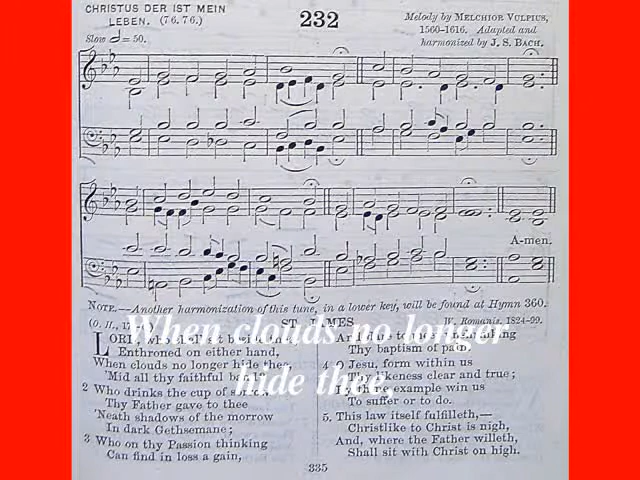 CHRISTUS DER IST MEIN
LEBEN. (76.76.)
232
Melody by MELCHIOR VULPIUS,
1560–1616. Adapted and
harmonized by J. S. BACH.
Slow = 50.
A-men.
NOTE.—Another harmonization of this tune, in a lower key, will be found at Hymn 360.
ST. JAMES
W. Romanis, 1824-99.
When clouds no longer
hide thee,
Enthroned on either hand,
When clouds no longer hide thee,
'Mid all thy faithful
2 Who drinks the cup of
Thy Father gave to thee
'Neath shadows of the morrow
In dark Gethsemane;
3 Who on thy Passion thinking
Can find in loss a gain,
Thy baptism of pain.
4 O Jesu, form within us
Thy likeness clear and true;
example win us
To suffer or to do.
5. This law itself fulfilleth,—
Christlike to Christ is nigh,
And, where the Father willeth,
Shall sit with Christ on high.
335